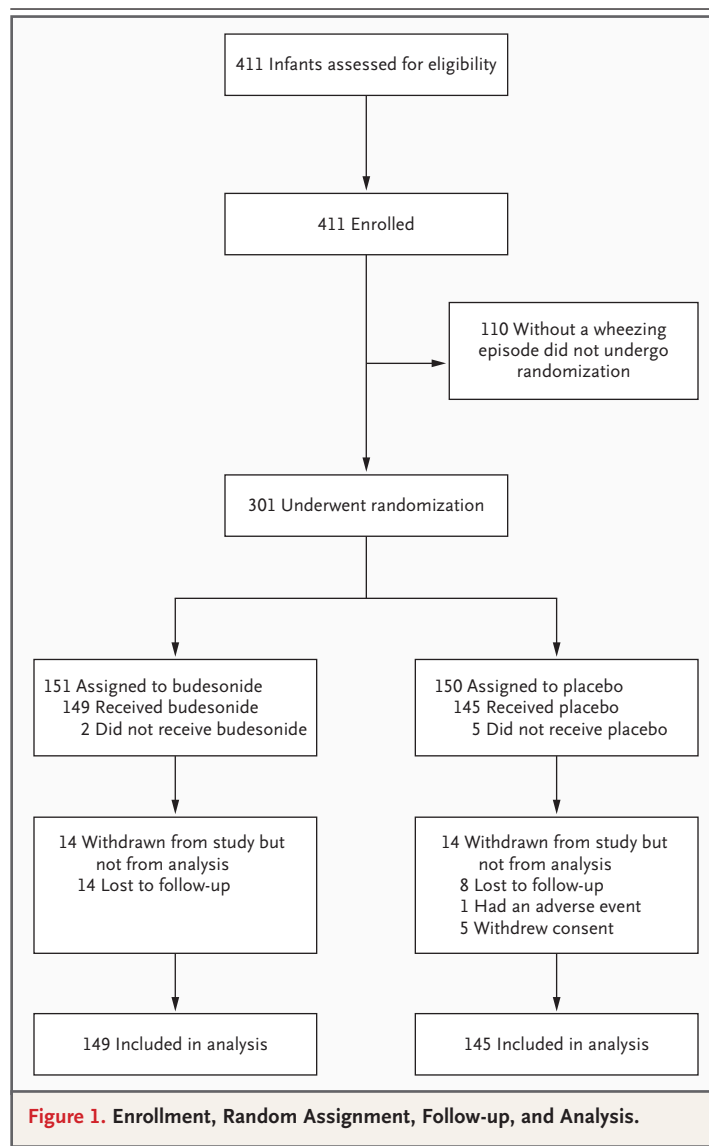 411 Infants assessed for eligibility
411 Enrolled
110 Without a wheezing
episode did not undergo
randomization
301 Underwent randomization
151 Assigned to budesonide
149 Received budesonide
2 Did not receive budesonide
150 Assigned to placebo
145 Received placebo
5 Did not receive placebo
14 Withdrawn from study but
not from analysis
14 Lost to follow-up
14 Withdrawn from study but
not from analysis
8 Lost to follow-up
1 Had an adverse event
5 Withdrew consent
149 Included in analysis
145 Included in analysis
Figure 1. Enrollment, Random Assignment, Follow-up, and Analysis.